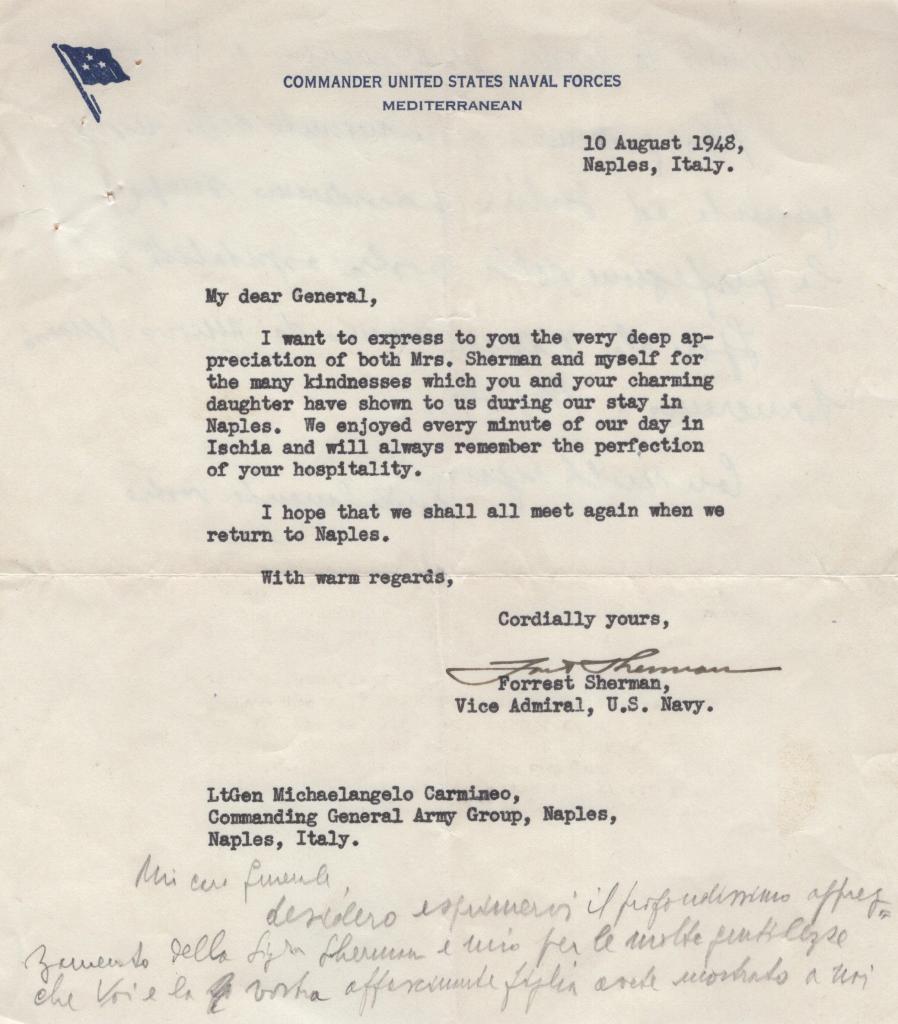 COMMANDER UNITED STATES NAVAL FORCES
MEDITERRANEAN
10 August 1948,
Naples, Italy.
My dear General,
I want to express to you the very deep ap-
preciation of both Mrs. Sherman and myself for
the many kindnesses which you and your charming
daughter have shown to us during our stay in
Naples. We enjoyed every minute of our day in
Ischia and will always remember the perfection
of your hospitality.
I hope that we shall all meet again when we
return to Naples.
With warm regards,
Cordially yours,
Forrest Sherman,
Vice Admiral, U.S. Navy.
LtGen Michaelangelo Carmineo,
Commanding General Army Group, Naples,
Naples, Italy.
Mio caro Generale,
desidero esprimervi il profondissimo apprez=
zamento della Sig.ra Sherman e mio per le molte gentilezze
che Voi e la vostra affascinante figlia avete mostrato a noi